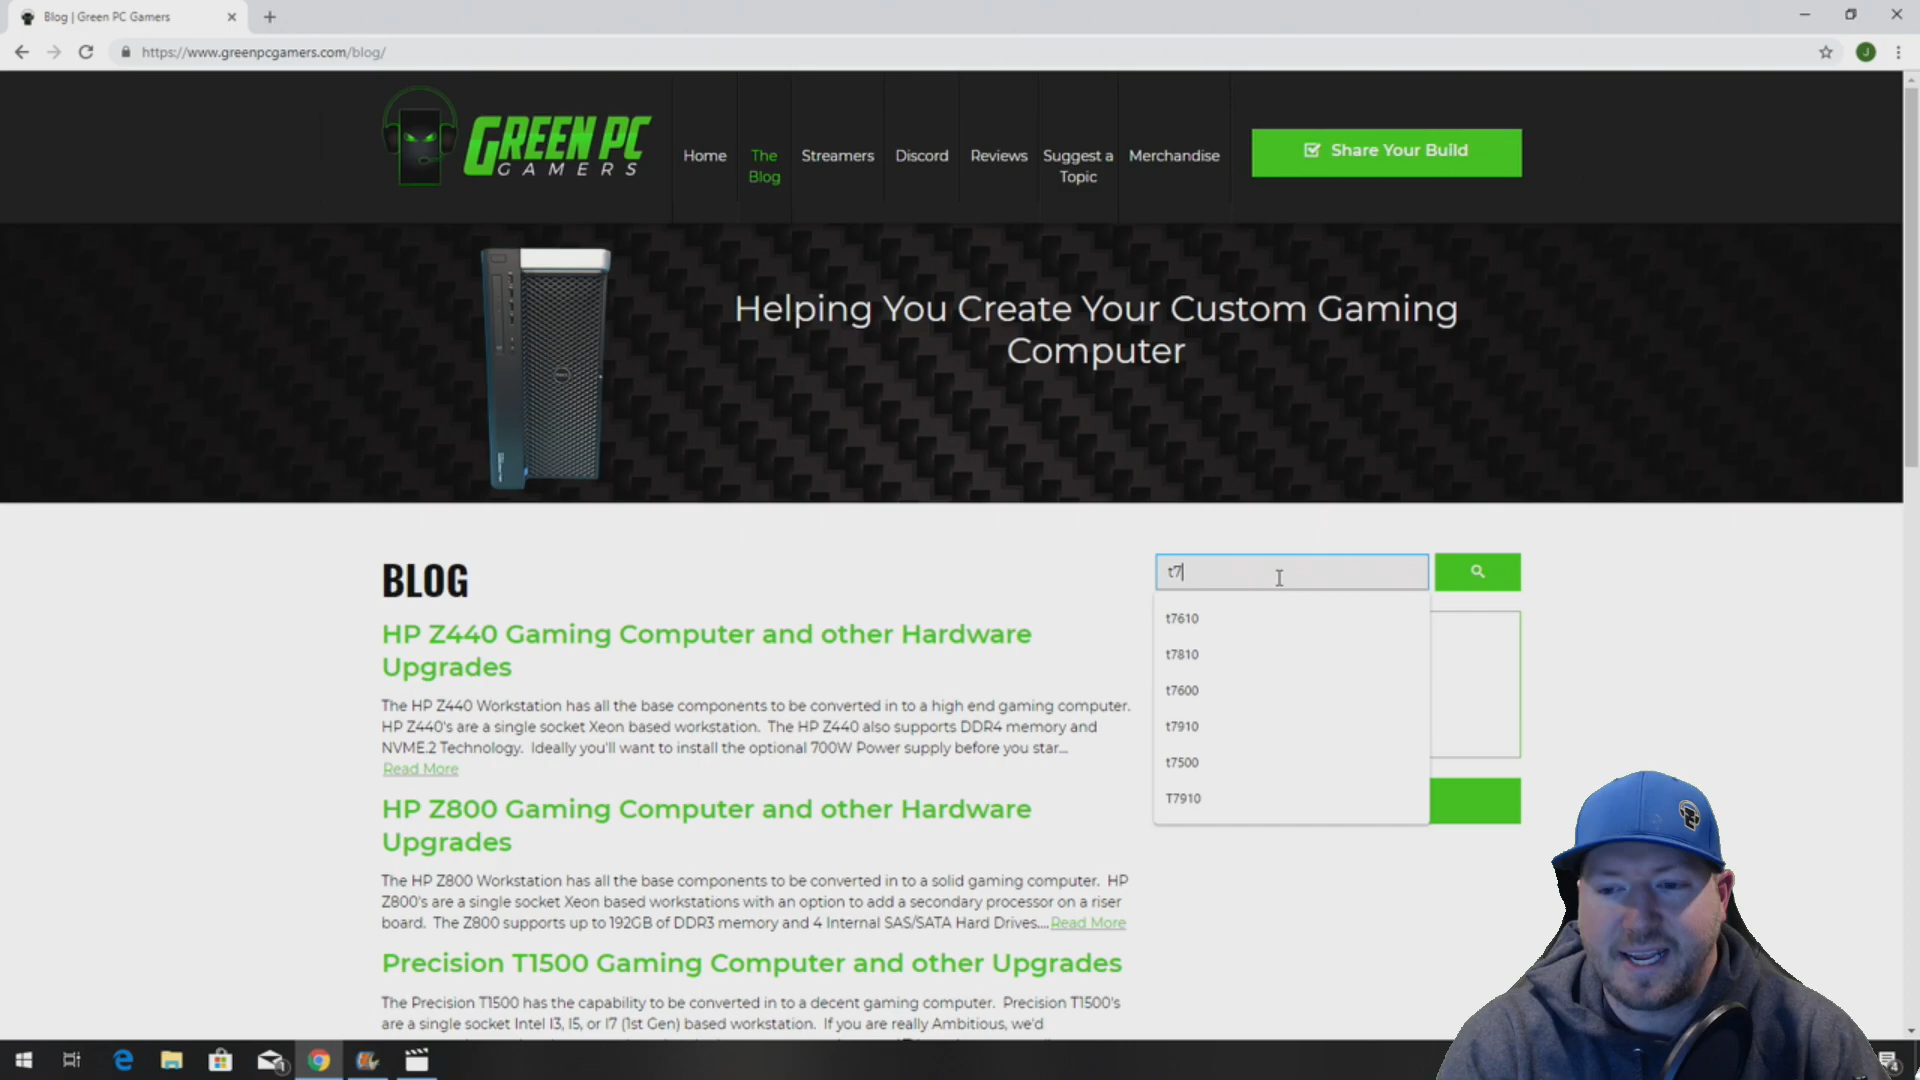 Blog | Green PC Gamers
https://www.greenpcgamers.com/blog/
J
GREEN PC
GAMERS
Home
The
Blog
Streamers
Discord
Reviews
Suggest a
Topic
Merchandise
Share Your Build
Helping You Create Your Custom Gaming
Computer
BLOG
t7
t7610
t7810
t7600
t7910
t7500
T7910
HP Z440 Gaming Computer and other Hardware
Upgrades
The HP Z440 Workstation has all the base components to be converted in to a high end gaming computer.
HP Z440's are a single socket Xeon based workstation. The HP Z440 also supports DDR4 memory and
NVME.2 Technology. Ideally you'll want to install the optional 700W Power supply before you star...
Read More
HP Z800 Gaming Computer and other Hardware
Upgrades
The HP Z800 Workstation has all the base components to be converted in to a solid gaming computer. HP
Z800's are a single socket Xeon based workstations with an option to add a secondary processor on a riser
board. The Z800 supports up to 192GB of DDR3 memory and 4 Internal SAS/SATA Hard Drives.... Read More
Precision T1500 Gaming Computer and other Upgrades
The Precision T1500 has the capability to be converted in to a decent gaming computer. Precision T1500's
are a single socket Intel I3, I5, or I7 (1st Gen) based workstation. If you are really Ambitious, we'd